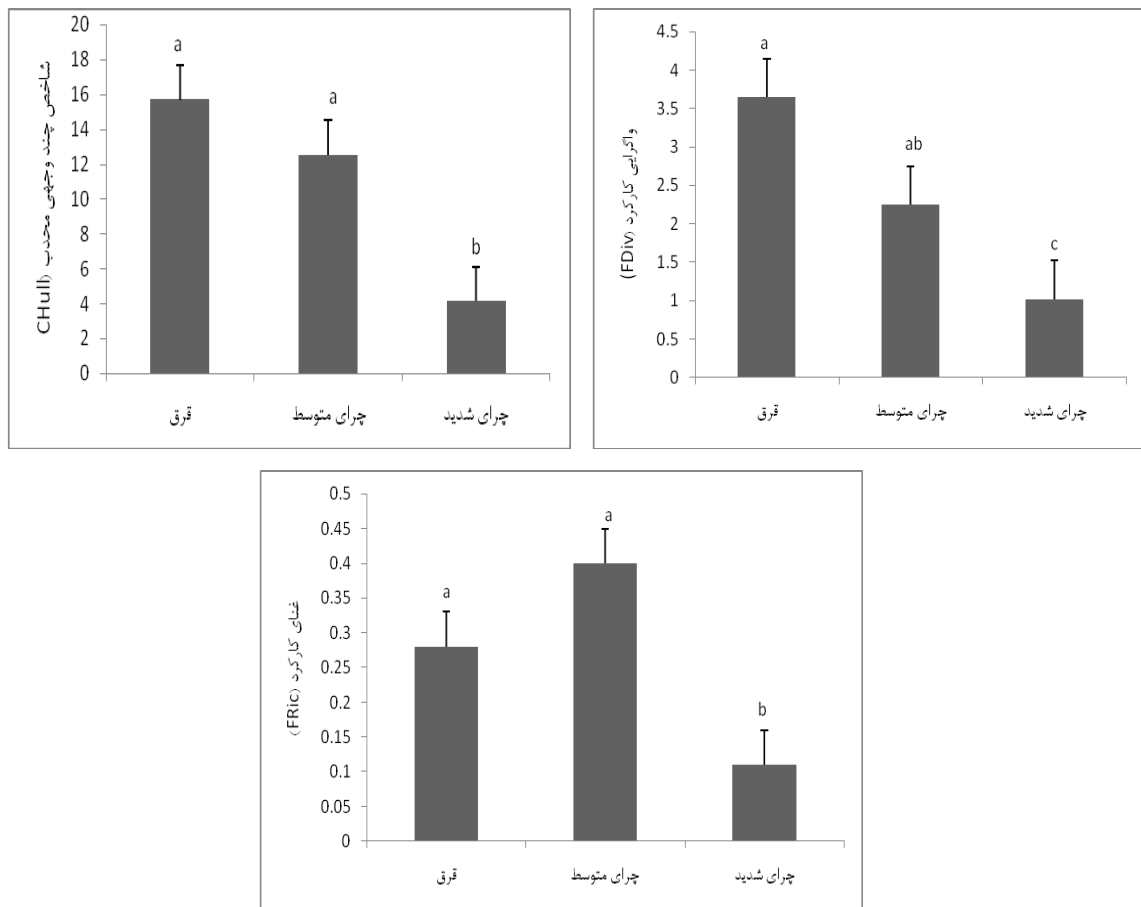 شاخص چند وجهی محدب (CHull
20
18
16
14
12
10
8
6
4
2
0
a
a
b
قرق
چرای متوسط
چرای شدید
واگرایی کارکرد (FDiv)
4.5
4
3.5
3
2.5
2
1.5
1
0.5
0
a
ab
c
قرق
چرای متوسط
چرای شدید
غنای کارکرد (FRic)
0.5
0.45
0.4
0.35
0.3
0.25
0.2
0.15
0.1
0.05
0
a
a
b
قرق
چرای متوسط
چرای شدید